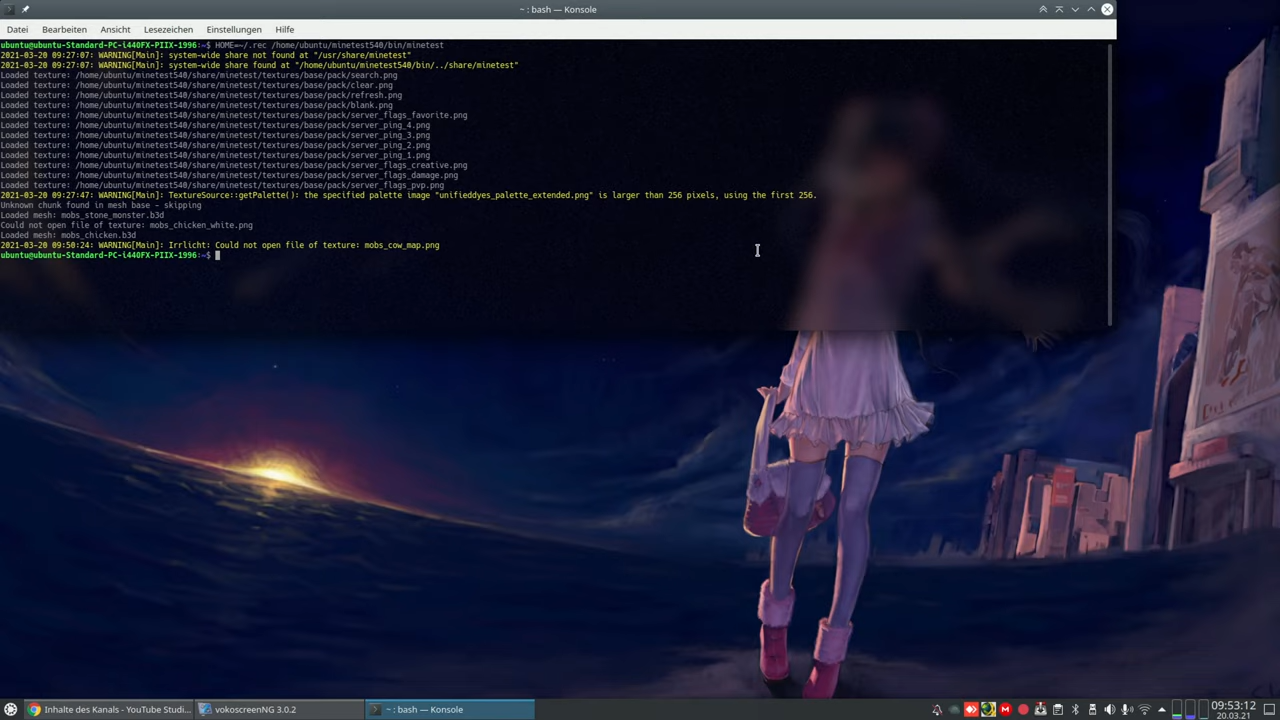 ~ : bash — Konsole
Datei Bearbeiten Ansicht Lesezeichen Einstellungen Hilfe
ubuntu@ubuntu-Standard-PC-i440FX-PIIX-1996:~$ HOME=~/.rec /home/ubuntu/minetest540/bin/minetest
2021-03-20 09:27:07: WARNING[Main]: system-wide share not found at "/usr/share/minetest"
2021-03-20 09:27:07: WARNING[Main]: system-wide share found at "/home/ubuntu/minetest540/bin/../share/minetest"
Loaded texture: /home/ubuntu/minetest540/share/minetest/textures/base/pack/search.png
Loaded texture: /home/ubuntu/minetest540/share/minetest/textures/base/pack/clear.png
Loaded texture: /home/ubuntu/minetest540/share/minetest/textures/base/pack/refresh.png
Loaded texture: /home/ubuntu/minetest540/share/minetest/textures/base/pack/blank.png
Loaded texture: /home/ubuntu/minetest540/share/minetest/textures/base/pack/server_flags_favorite.png
Loaded texture: /home/ubuntu/minetest540/share/minetest/textures/base/pack/server_ping_4.png
Loaded texture: /home/ubuntu/minetest540/share/minetest/textures/base/pack/server_ping_3.png
Loaded texture: /home/ubuntu/minetest540/share/minetest/textures/base/pack/server_ping_2.png
Loaded texture: /home/ubuntu/minetest540/share/minetest/textures/base/pack/server_ping_1.png
Loaded texture: /home/ubuntu/minetest540/share/minetest/textures/base/pack/server_flags_creative.png
Loaded texture: /home/ubuntu/minetest540/share/minetest/textures/base/pack/server_flags_damage.png
Loaded texture: /home/ubuntu/minetest540/share/minetest/textures/base/pack/server_flags_pvp.png
2021-03-20 09:27:47: WARNING[Main]: TextureSource::getPalette(): the specified palette image "unifieddyes_palette_extended.png" is larger than 256 pixels, using the first 256.
Unknown chunk found in mesh base - skipping
Loaded mesh: mobs_stone_monster.b3d
Could not open file of texture: mobs_chicken_white.png
Loaded mesh: mobs_chicken.b3d
2021-03-20 09:50:24: WARNING[Main]: Irrlicht: Could not open file of texture: mobs_cow_map.png
ubuntu@ubuntu-Standard-PC-i440FX-PIIX-1996:~$
Inhalte des Kanals - YouTube Studi... vokoscreenNG 3.0.2 ~ : bash — Konsole 09:53:12
20.03.21